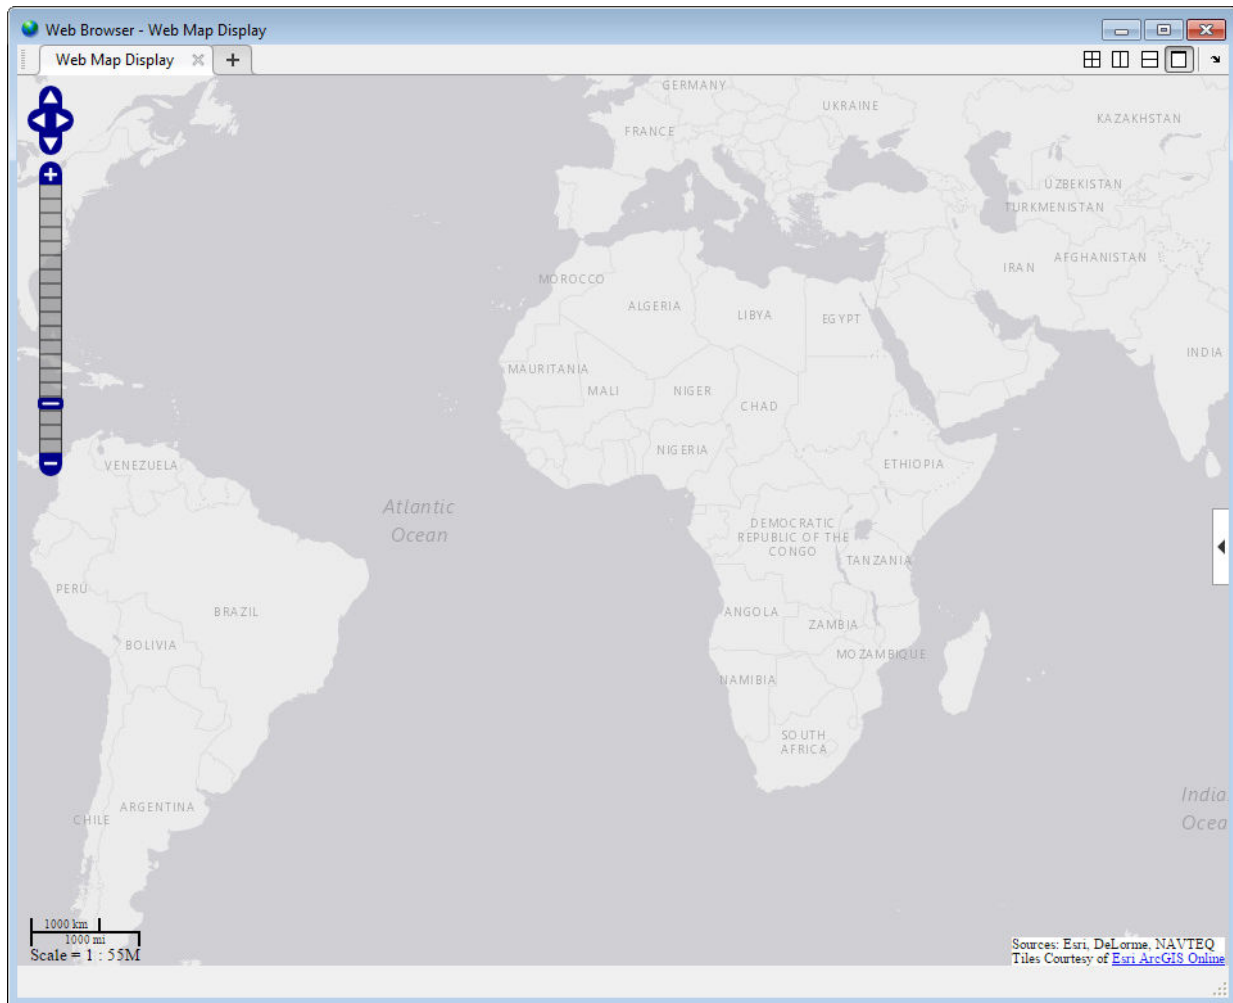 Web Browser - Web Map Display
Web Map Display
GERMANY
UKRAINE
KAZAKHSTAN
FRANCE
UZBEKISTAN
TURKMENISTAN
AFGHANISTAN
IRAN
MOROCCO
ALGERIA
LIBYA
EGYPT
INDIA
MAURITANIA
MALI
NIGER
CHAD
NIGERIA
ETHIOPIA
VENEZUELA
Atlantic
Ocean
DEMOCRATIC
REPUBLIC OF THE
CONGO
TANZANIA
PERÚ
BRAZIL
ANGOLA
ZAMBIA
BOLIVIA
MOZAMBIQUE
NAMIBIA
SOUTH
AFRICA
India
Ocea
ARGENTINA
CHILE
1000 km
1000 mi
Scale = 1 : 55M
Sources: Esri, DeLorme, NAVTEQ
Tiles Courtesy of Esri ArcGIS Online